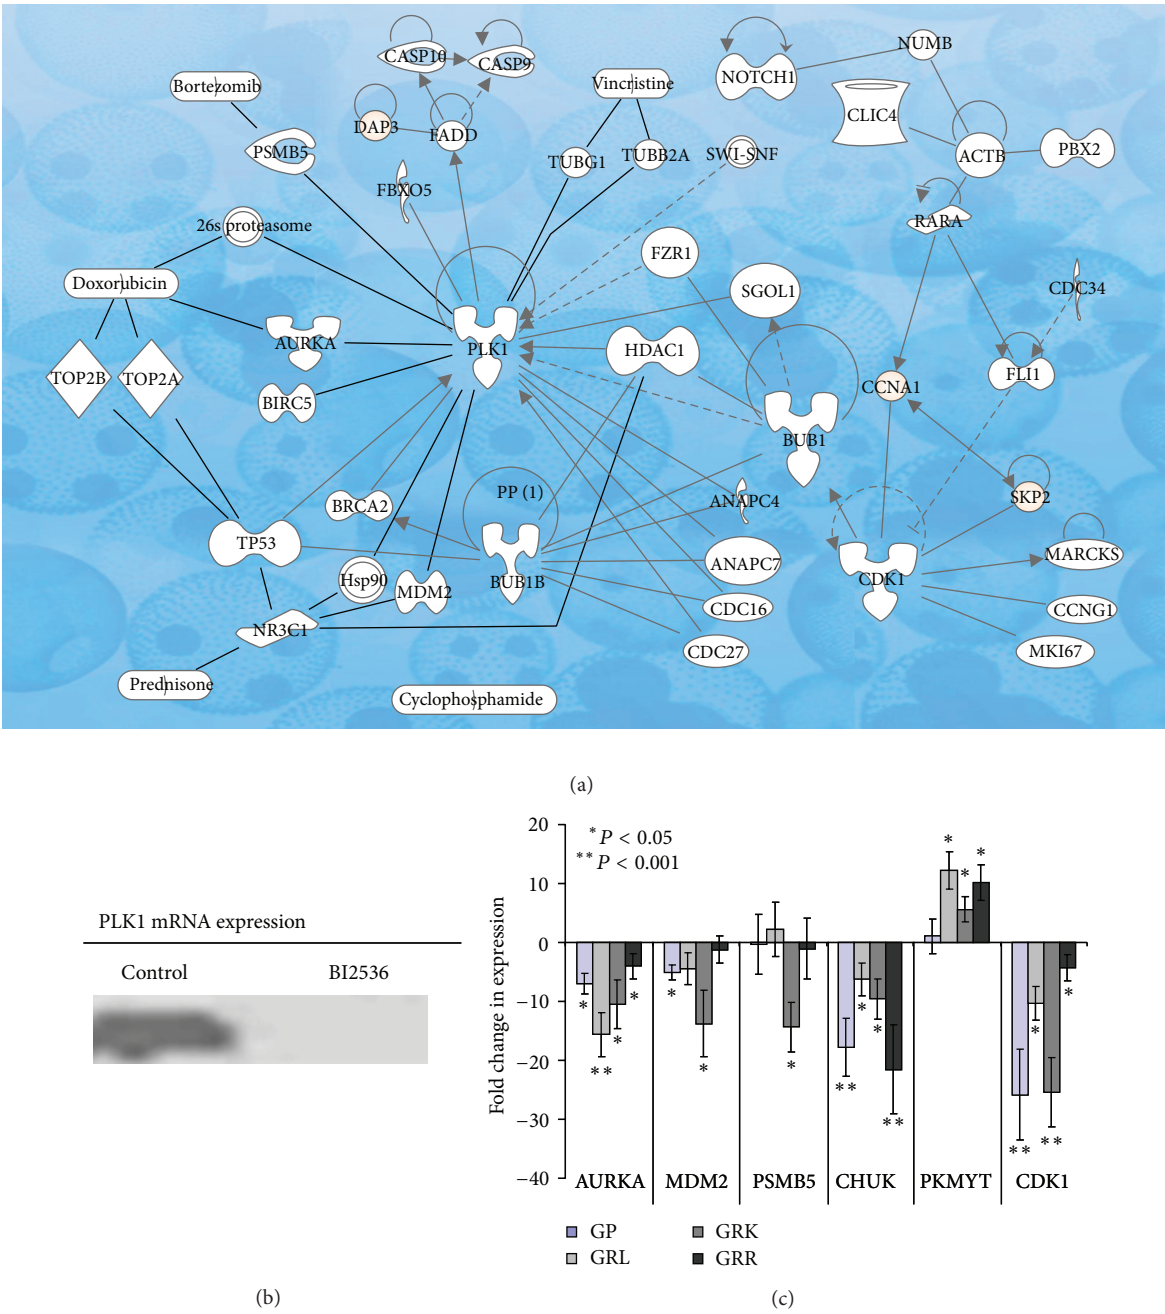 CASP10
CASP9
NUMB
NOTCH1
Bortezomib
Vincristine
CLIC4
DAP3
FADD
PSMB5
TUBG1
TUBB2A
SWI-SNF
ACTB
PBX2
FBXO5
26s proteasome
RARA
FZR1
Doxorubicin
SGOL1
CDC34
AURKA
PLK1
HDAC1
TOP2B
TOP2A
CCNA1
FLI1
BIRC5
BUB1
PP (1)
BRCA2
ANAPC4
SKP2
TP53
MARCKS
ANAPC7
Hsp90
MDM2
BUB1B
CDK1
CDC16
CCNG1
NR3C1
CDC27
MKI67
Prednisone
Cyclophosphamide
(a)
PLK1 mRNA expression
Control BI2536
(b)
Fold change in expression
20
10
0
−10
−20
−30
−40
* P < 0.05
** P < 0.001
*
**
*
*
*
*
*
**
*
*
**
*
*
*
**
*
**
*
AURKA MDM2 PSMB5 CHUK PKMYT CDK1
GP GRK
GRL GRR
(c)